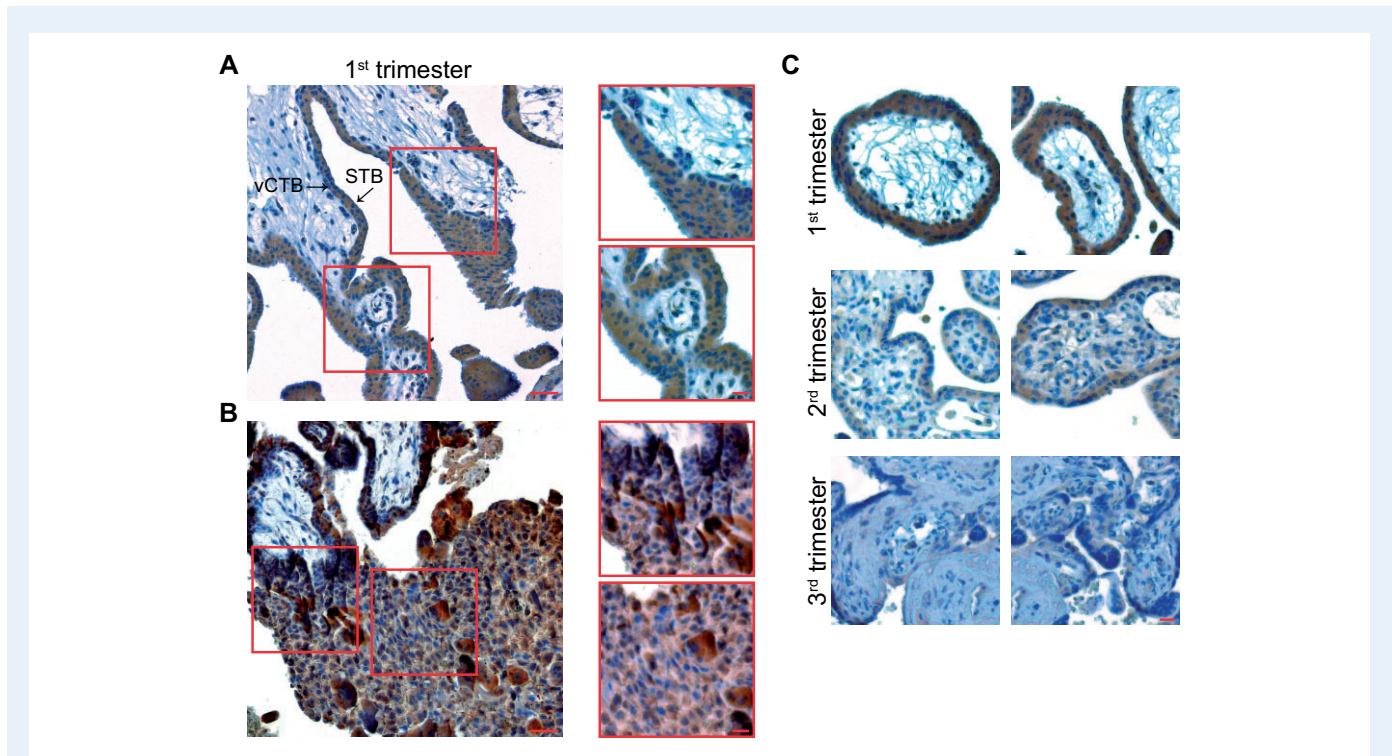 A
1st trimester
vCTB→
STB
B
C
1st trimester
2rd trimester
3rd trimester